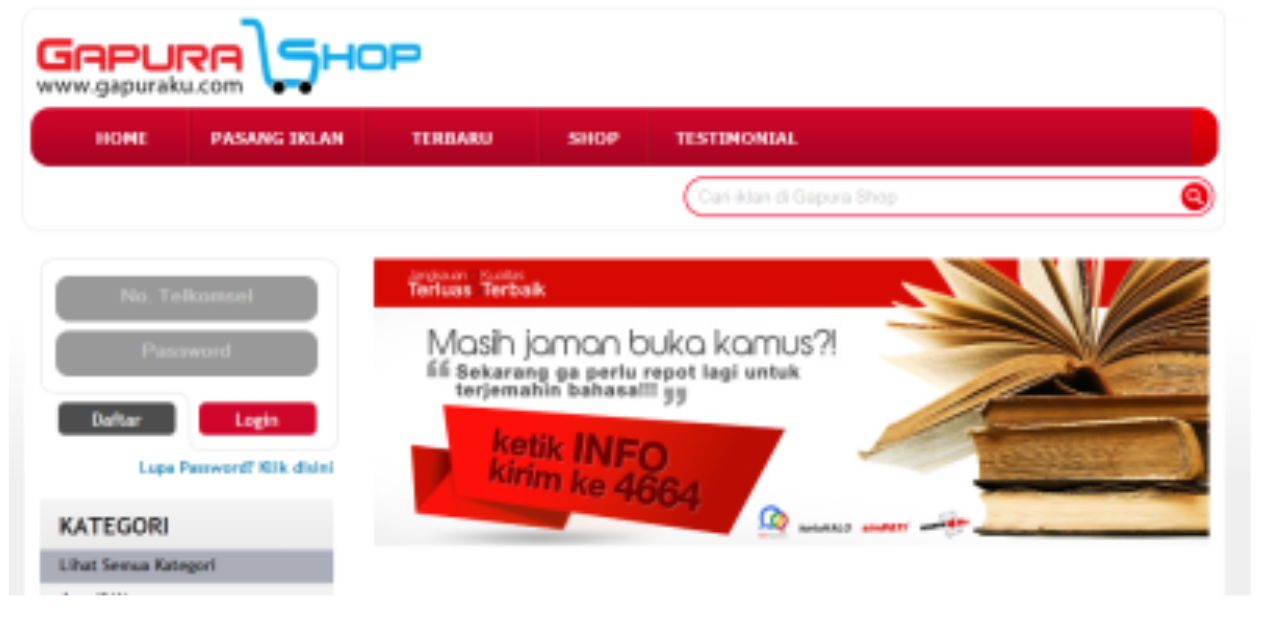 GAPURA SHOP
www.gapuraku.com
HOME PASANG IKLAN TERBARU SHOP TESTIMONIAL
Cari iklan di Gapura Shop
No. Telkomsel
Password
Daftar Login
Lupa Password? Klik disini
KATEGORI
Lihat Semua Kategori
Jangkauan Kualitas
Terluas Terbaik
Masih jaman buka kamus?!
“ Sekarang ga perlu repot lagi untuk
terjemahin bahasa!!! ”
ketik INFO
kirim ke 4664
kartuHALO simPATI